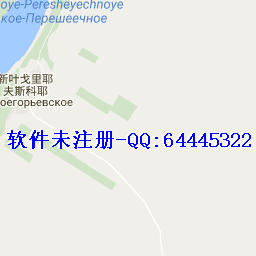 oye-Peresheyechnoye
кое-Перешеечное
新叶戈里耶
夫斯科耶
оегорьевское
软件未注册-QQ:64445322